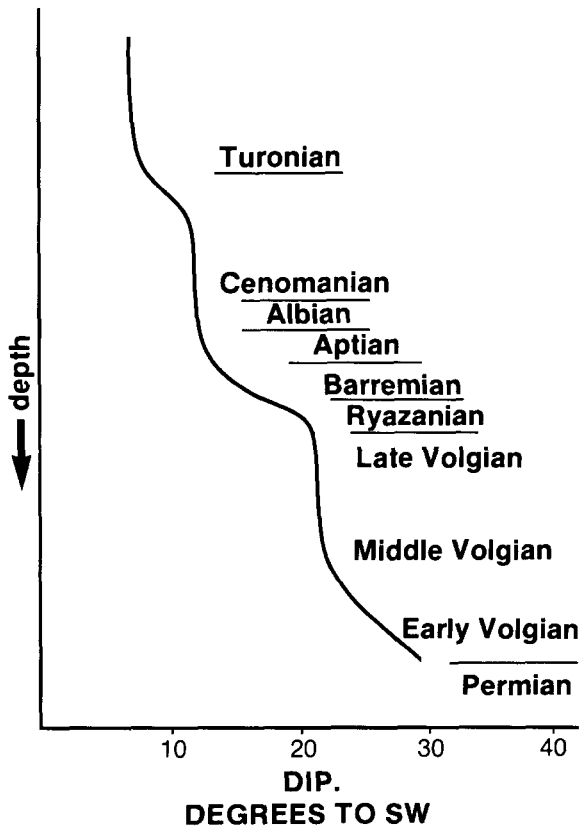 Turonian
Cenomanian
Albian
Aptian
Barremian
Ryazanian
Late Volgian
Middle Volgian
Early Volgian
Permian
depth
10 20 30 40
DIP.
DEGREES TO SW